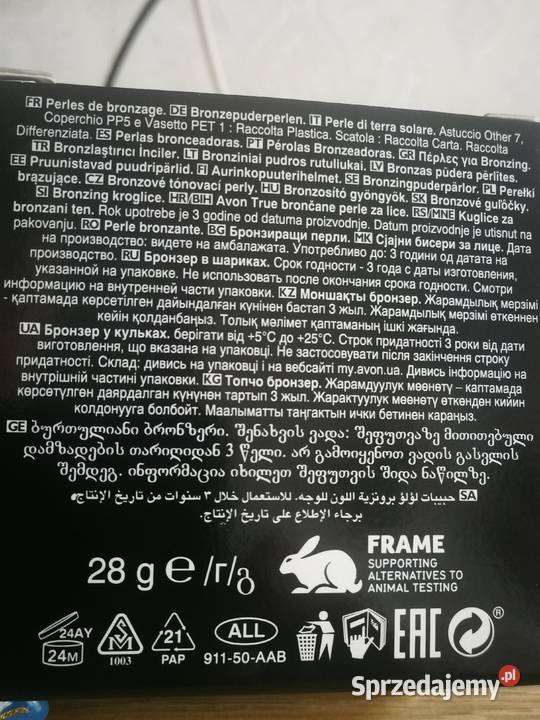 FR Perles de bronzage. DE Bronzepuderperlen. IT Perle di terra solare. Astuccio Other 7,
Coperchio PP5 e Vasetto PET 1 : Raccolta Plastica. Scatola : Raccolta Carta. Raccolta
Differenziata. ES Perlas bronceadoras. PT Pérolas Bronzeadoras. GR Πέρλες για Bronzing.
TR Bronzlaştırıcı İnciler. LT Bronziniai pudros rutuliukai. LV Bronzas pūdera pērlītes.
EE Pruunistavad puudripärlid. FI Aurinkopuuterihelmet. SE Bronzingpuderpärlor. PL Perełki
brązujące. CZ Bronzové tónovací perly. HU Bronzosító gyöngyök. SK Bronzové guľôčky.
SI Bronzing kroglice. HR/BIH Avon True brončane perle za lice. RS/MNE Kuglice za
bronzani ten. Rok upotrebe je 3 godine od datuma proizvodnje. Datum proizvodnje je utisnut na
pakovanju. RO Perle bronzante. BG Бронзиращи перли. MK Сјајни бисери за лице. Дата
на производство: видете на амбалажата. Употребливо до: 3 години од датата на
производство. RU Бронзер в шариках. Срок годности - 3 года с даты изготовления,
указанной на упаковке. Не использовать после окончания срока годности. Смотри
информацию на внутренней части упаковки. KZ Моншақты бронзер. Жарамдылық мерзімі
- қаптамада көрсетілген дайындалған күнінен бастап 3 жыл. Жарамдылық мерзімі өткеннен
кейін қолданбаңыз. Толық мәлімет қаптаманың ішкі жағында.
UA Бронзер у кульках. берігати від +5°C до +25°C. Строк придатності 3 роки від дати
виготовлення, що вказана на упаковці. Не застосовувати після закінчення строку
придатності. Склад: дивись на упаковці і на вебсайті my.avon.ua. Дивись інформацію на
внутрішній частині упаковки. KG Топчо бронзер. Жарамдуулук мөөнөтү – каптамада
көрсөтүлгөн даярдалган күнүнөн тартып 3 жыл. Жарактуулук мөөнөтү өткөндөн кийин
колдонууга болбойт. Маалыматты таңгактын ички бетинен караңыз.
GE ბურთულიანი ბრონზერი. შენახვის ვადა: შეფუთვაზე მითითებული
დამზადების თარიღიდან 3 წელი. არ გამოიყენოთ ვადის გასვლის
შემდეგ. ინფორმაცია იხილეთ შეფუთვის შიდა ნაწილზე.
SA حبيبات لؤلؤ برونزية اللون للوجه. للاستعمال خلال ٣ سنوات من تاريخ الإنتاج.
برجاء الإطلاع على تاريخ الإنتاج.
28 g e /г/გ
FRAME
SUPPORTING
ALTERNATIVES TO
ANIMAL TESTING
24AY
24M
SM
1003
21
PAP
ALL
911-50-AAB
EAC
®
Sprzedajemy.pl